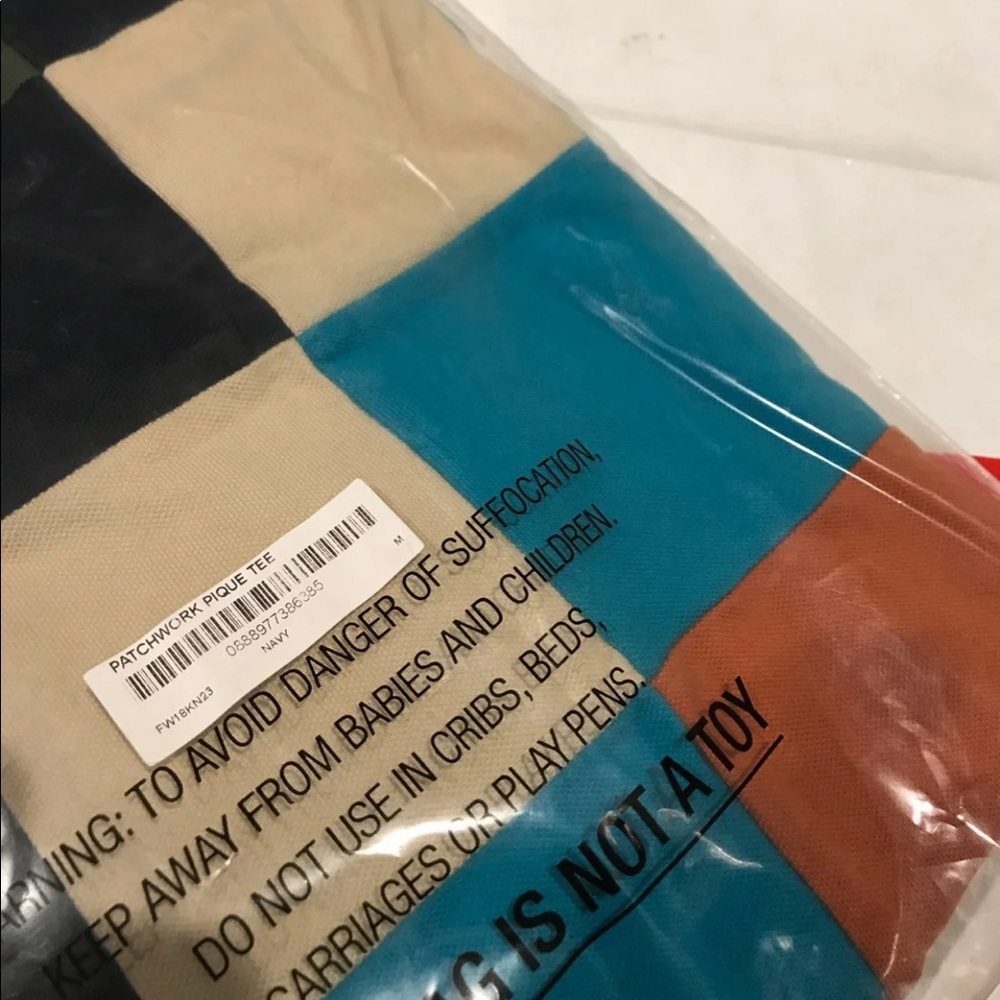 PATCHWORK PIQUE TEE
0888977386385
NAVY
FW18KN23
M
ARNING: TO AVOID DANGER OF SUFFOCATION,
KEEP AWAY FROM BABIES AND CHILDREN.
DO NOT USE IN CRIBS, BEDS,
CARRIAGES OR PLAY PENS.
G IS NOT A TOY